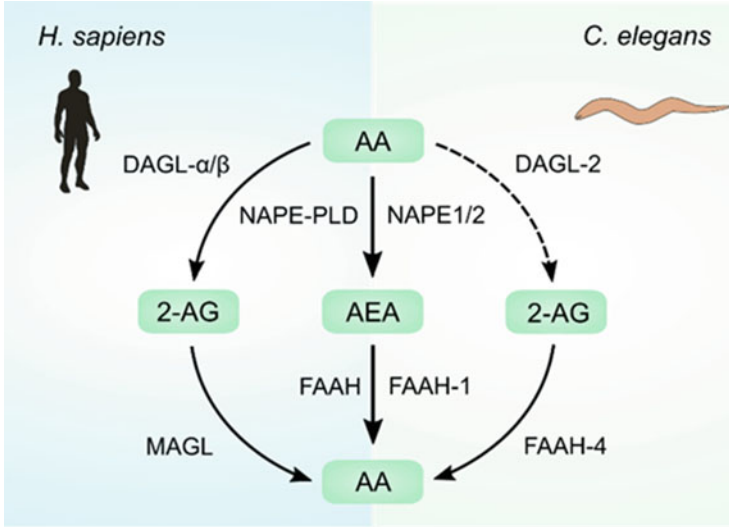 H. sapiens
C. elegans
AA
DAGL-α/β
DAGL-2
NAPE-PLD
NAPE1/2
2-AG
AEA
2-AG
FAAH
FAAH-1
MAGL
FAAH-4
AA